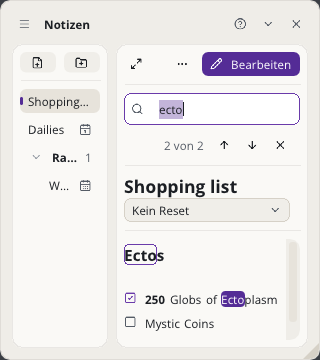 Notizen
Bearbeiten
Shopping...
Dailies
Ra... 1
W...
ecto
2 von 2
Shopping list
Kein Reset
Ectos
250 Globs of Ectoplasm
Mystic Coins